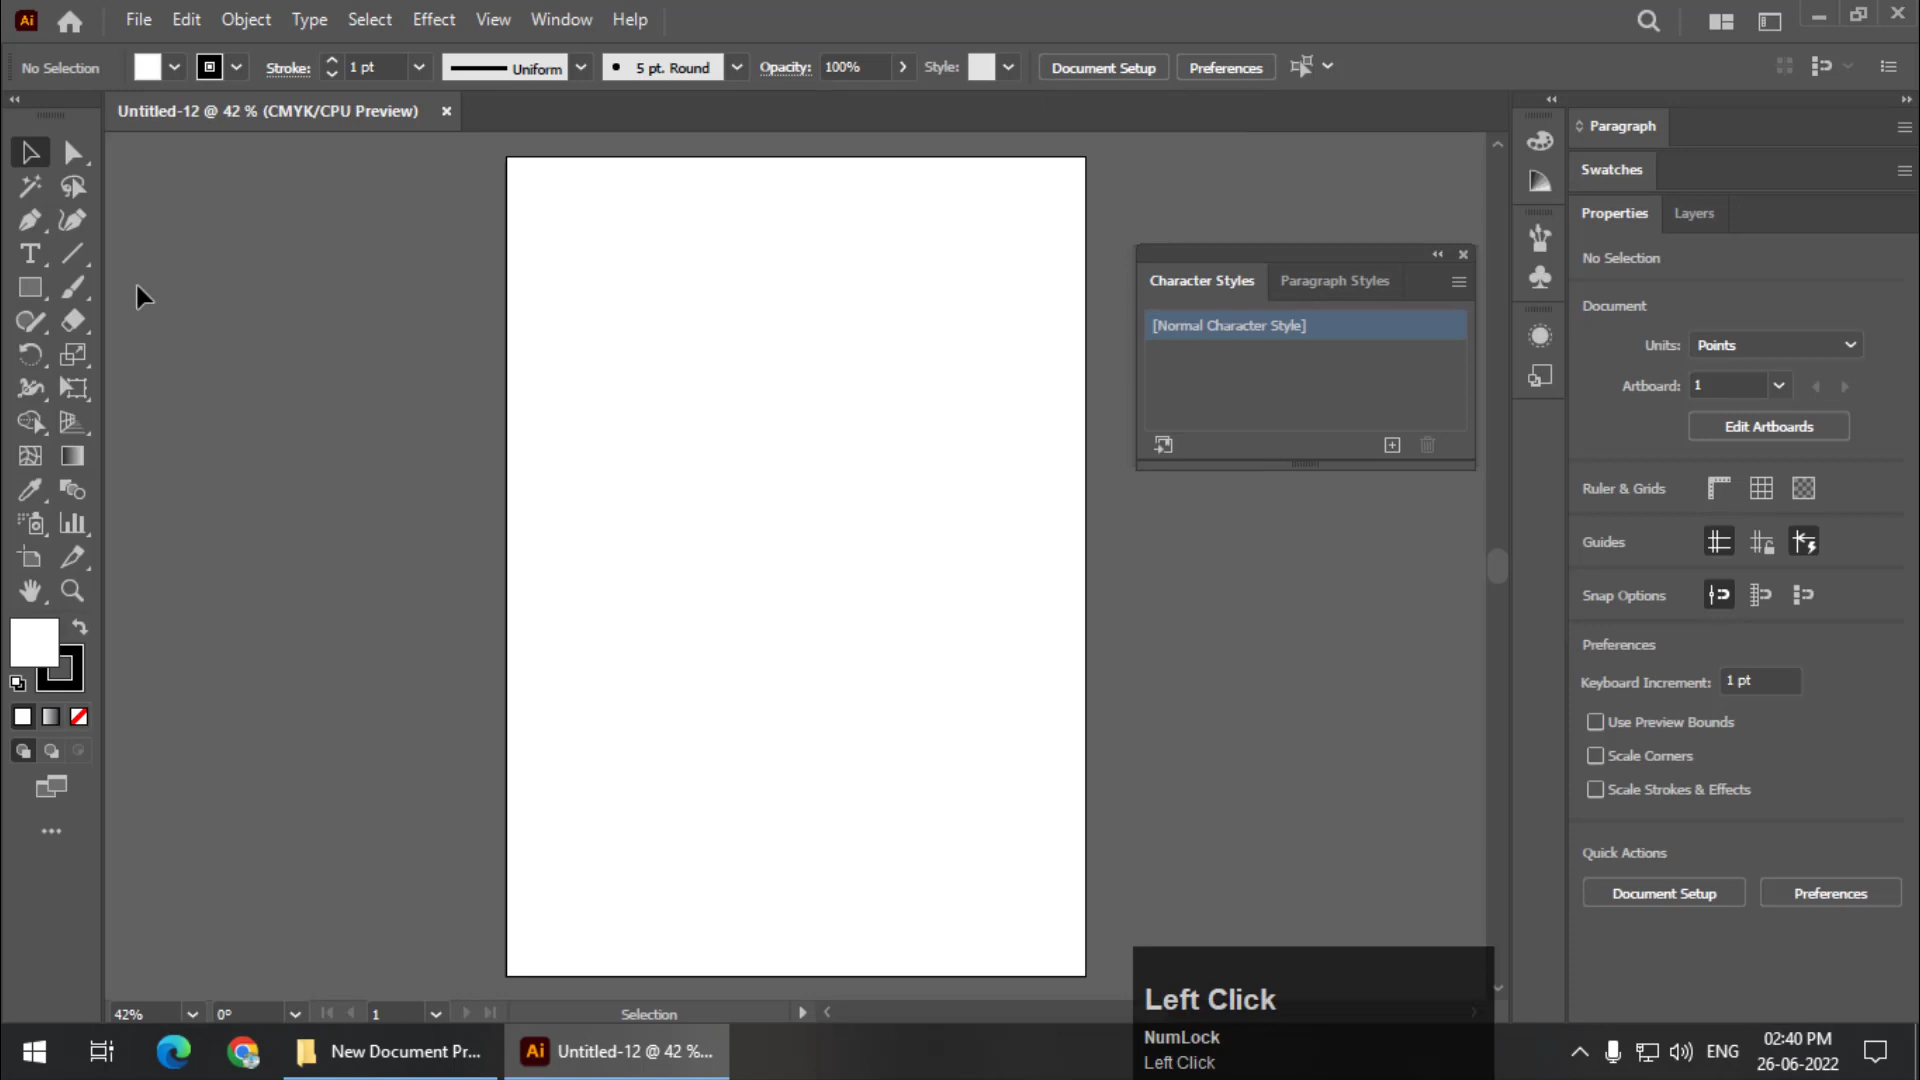 Ai File Edit Object Type Select Effect View Window Help
No Selection Stroke: 1 pt Uniform 5 pt. Round Opacity: 100% Style: Document Setup Preferences
Untitled-12 @ 42 % (CMYK/CPU Preview)
Paragraph
Swatches
Properties Layers
No Selection
Document
Units: Points
Artboard: 1
Edit Artboards
Ruler & Grids
Guides
Snap Options
Preferences
Keyboard Increment: 1 pt
Use Preview Bounds
Scale Corners
Scale Strokes & Effects
Quick Actions
Document Setup Preferences
Character Styles Paragraph Styles
[Normal Character Style]
T
42% 0° 1 Selection
Left Click
NumLock
Left Click
New Document Pr... Ai Untitled-12 @ 42 %... ENG
02:40 PM
26-06-2022